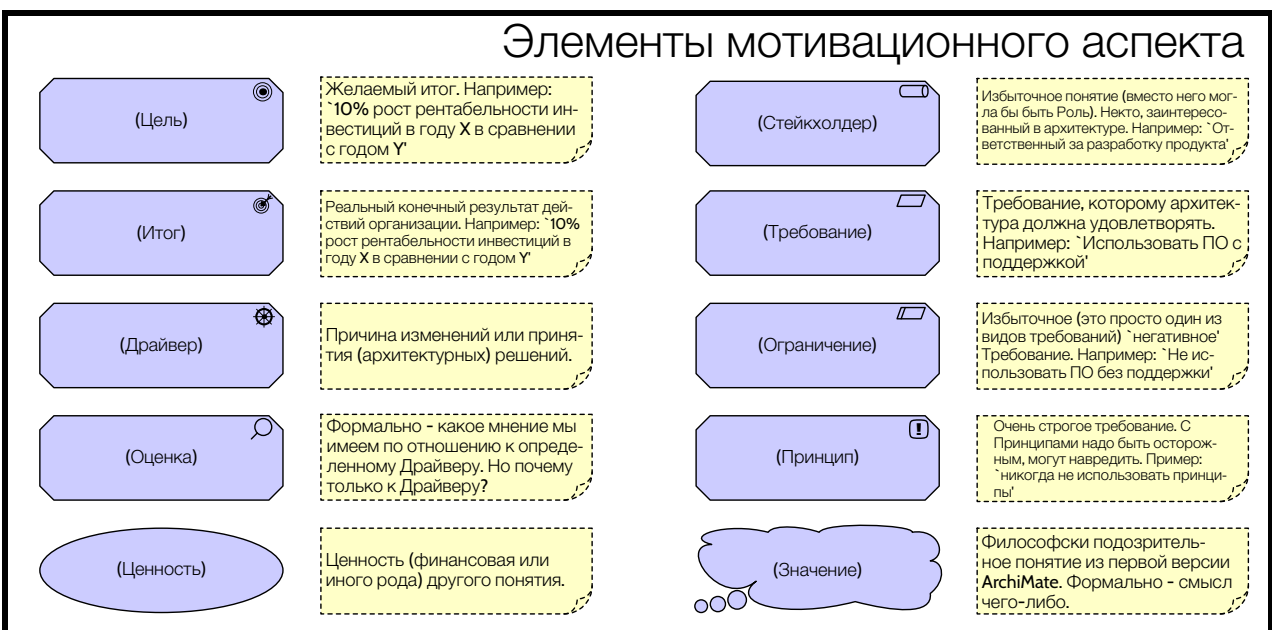 Элементы мотивационного аспекта
(Цель)
Желаемый итог. Например:
`10% рост рентабельности ин-
вестиций в году X в сравнении
с годом Y'
(Стейкхолдер)
Избыточное понятие (вместо него мог-
ла бы быть Роль). Некто, заинтересо-
ванный в архитектуре. Например: `От-
ветственный за разработку продукта'
(Итог)
Реальный конечный результат дей-
ствий организации. Например: `10%
рост рентабельности инвестиций в
году X в сравнении с годом Y'
(Требование)
Требование, которому архитек-
тура должна удовлетворять.
Например: `Использовать ПО с
поддержкой'
(Драйвер)
Причина изменений или приня-
тия (архитектурных) решений.
(Ограничение)
Избыточное (это просто один из
видов требований) `негативное'
Требование. Например: `Не ис-
пользовать ПО без поддержки'
(Оценка)
Формально - какое мнение мы
имеем по отношению к опреде-
ленному Драйверу. Но почему
только к Драйверу?
(Принцип)
Очень строгое требование. С
Принципами надо быть осторож-
ным, могут навредить. Пример:
`никогда не использовать принци-
пы'
(Ценность)
Ценность (финансовая или
иного рода) другого понятия.
(Значение)
Философски подозритель-
ное понятие из первой версии
ArchiMate. Формально - смысл
чего-либо.